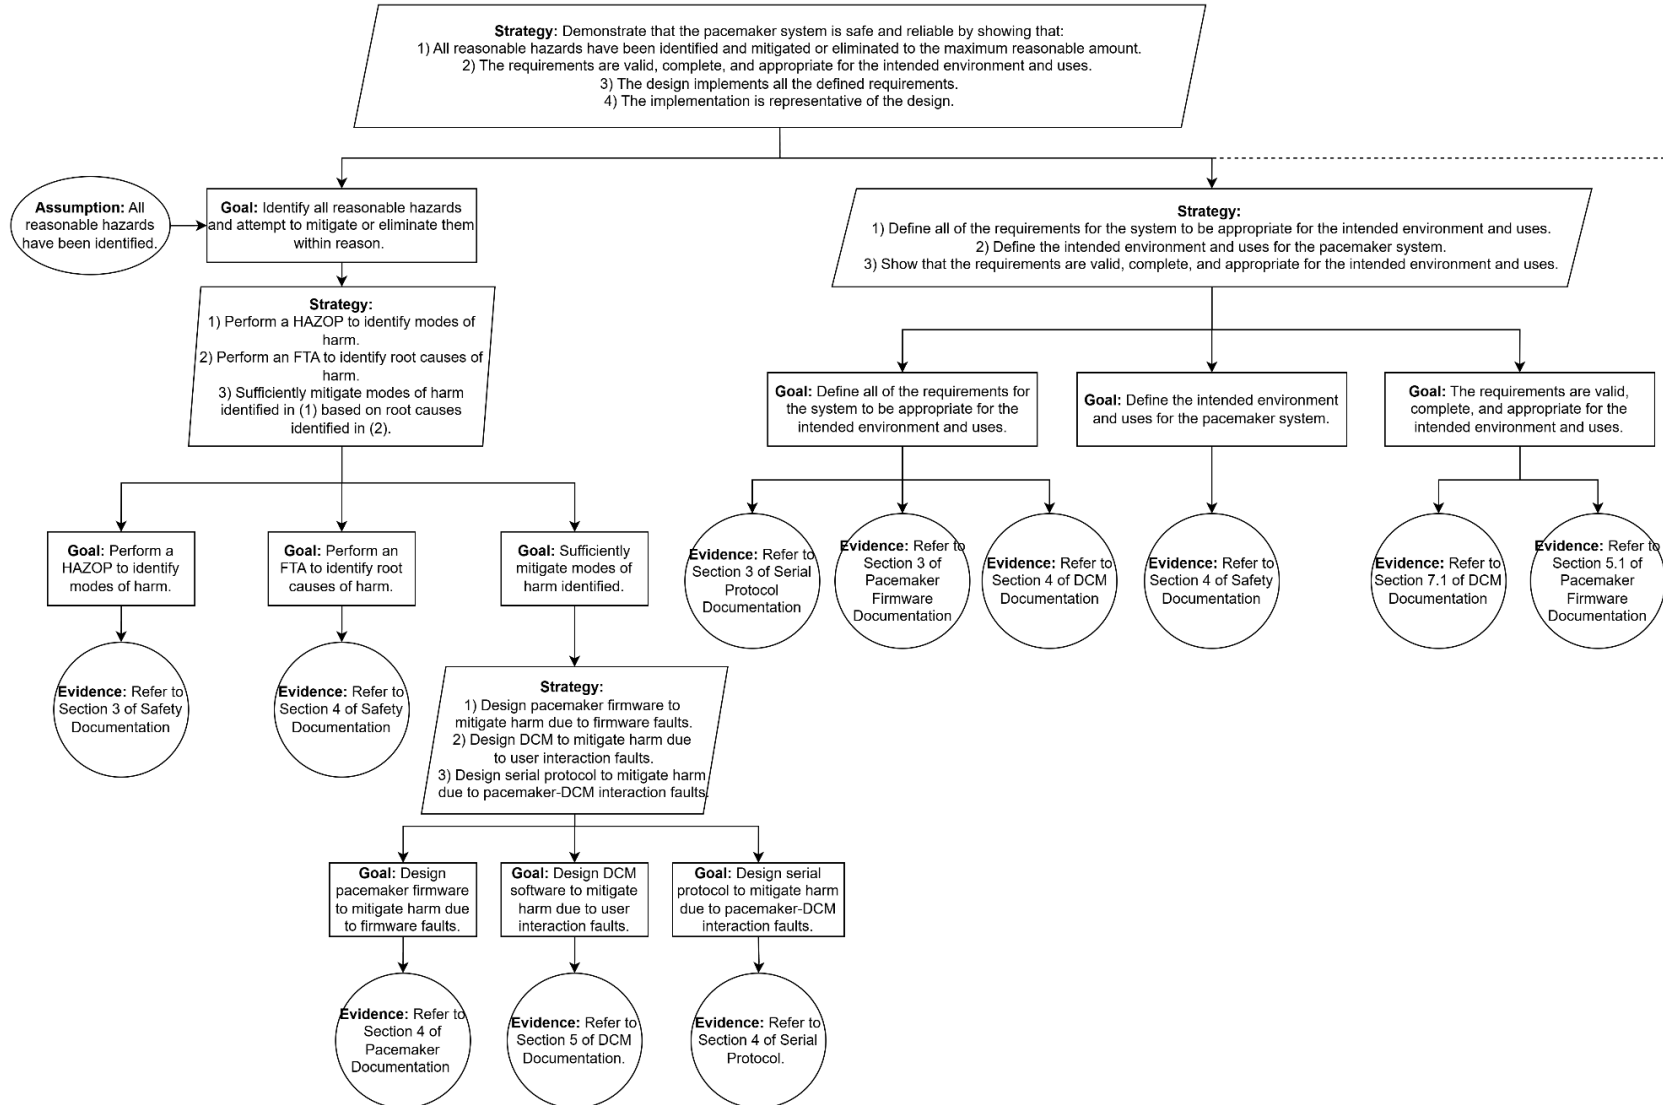 Strategy: Demonstrate that the pacemaker system is safe and reliable by showing that:
1) All reasonable hazards have been identified and mitigated or eliminated to the maximum reasonable amount.
2) The requirements are valid, complete, and appropriate for the intended environment and uses.
3) The design implements all the defined requirements.
4) The implementation is representative of the design.
Assumption: All
reasonable hazards
have been identified.
Goal: Identify all reasonable hazards
and attempt to mitigate or eliminate them
within reason.
Strategy:
1) Define all of the requirements for the system to be appropriate for the intended environment and uses.
2) Define the intended environment and uses for the pacemaker system.
3) Show that the requirements are valid, complete, and appropriate for the intended environment and uses.
Strategy:
1) Perform a HAZOP to identify modes of
harm.
2) Perform an FTA to identify root causes of
harm.
3) Sufficiently mitigate modes of harm
identified in (1) based on root causes
identified in (2).
Goal: Define all of the requirements for
the system to be appropriate for the
intended environment and uses.
Goal: Define the intended environment
and uses for the pacemaker system.
Goal: The requirements are valid,
complete, and appropriate for the
intended environment and uses.
Goal: Perform a
HAZOP to identify
modes of harm.
Goal: Perform an
FTA to identify root
causes of harm.
Goal: Sufficiently
mitigate modes of
harm identified.
Evidence: Refer to
Section 3 of Serial
Protocol
Documentation
Evidence: Refer to
Section 3 of
Pacemaker
Firmware
Documentation
Evidence: Refer to
Section 4 of DCM
Documentation
Evidence: Refer to
Section 4 of Safety
Documentation
Evidence: Refer to
Section 7.1 of DCM
Documentation
Evidence: Refer to
Section 5.1 of
Pacemaker
Firmware
Documentation
Evidence: Refer to
Section 3 of Safety
Documentation
Evidence: Refer to
Section 4 of Safety
Documentation
Strategy:
1) Design pacemaker firmware to
mitigate harm due to firmware faults.
2) Design DCM to mitigate harm due
to user interaction faults.
3) Design serial protocol to mitigate harm
due to pacemaker-DCM interaction faults.
Goal: Design
pacemaker firmware
to mitigate harm due
to firmware faults.
Goal: Design DCM
software to mitigate
harm due to user
interaction faults.
Goal: Design serial
protocol to mitigate harm
due to pacemaker-DCM
interaction faults.
Evidence: Refer to
Section 4 of
Pacemaker
Documentation
Evidence: Refer to
Section 5 of DCM
Documentation.
Evidence: Refer to
Section 4 of Serial
Protocol.